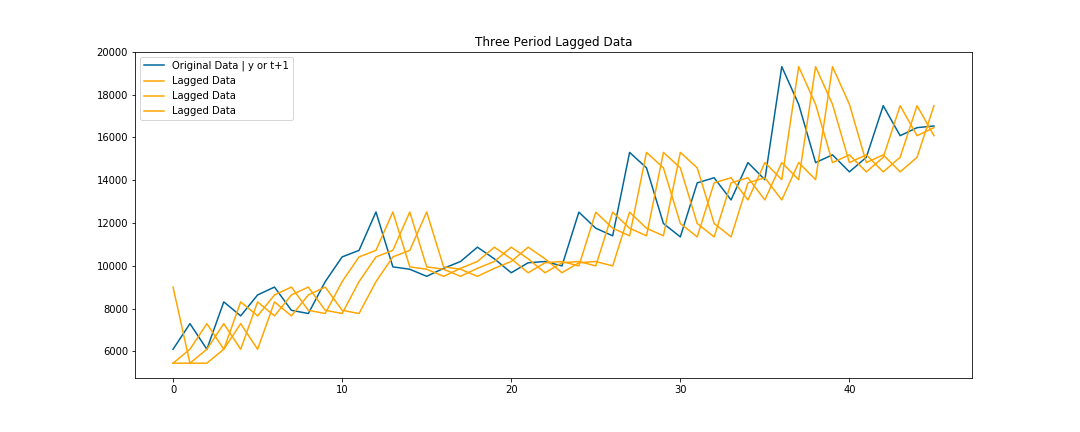 Three Period Lagged Data
Original Data | y or t+1
Lagged Data
Lagged Data
Lagged Data
20000
18000
16000
14000
12000
10000
8000
6000
0
10
20
30
40